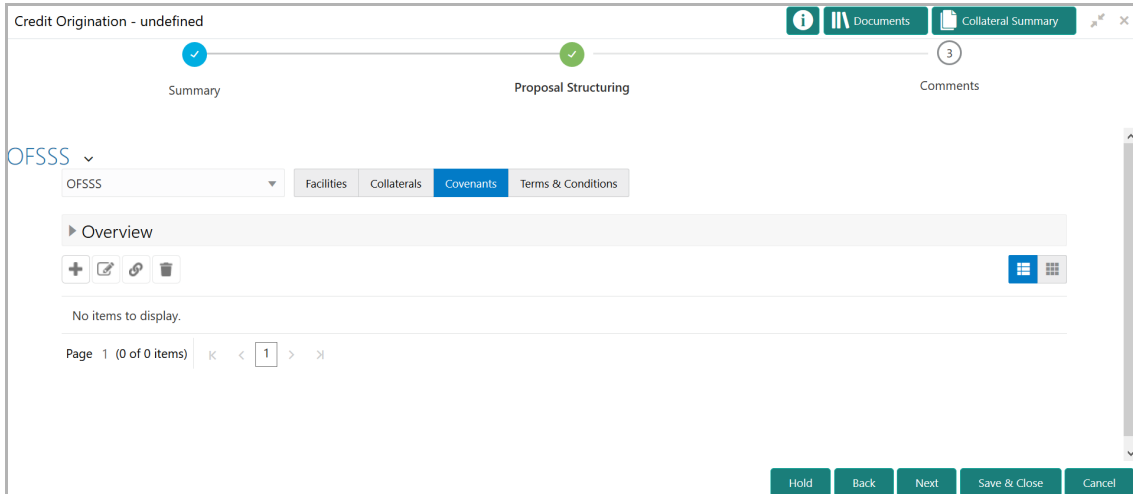 Credit Origination - undefined
Documents
Collateral Summary
3
Summary
Proposal Structuring
Comments
OFSSS
OFSSS
Facilities
Collaterals
Covenants
Terms & Conditions
Overview
No items to display.
Page 1 (0 of 0 items) 1
Hold
Back
Next
Save & Close
Cancel